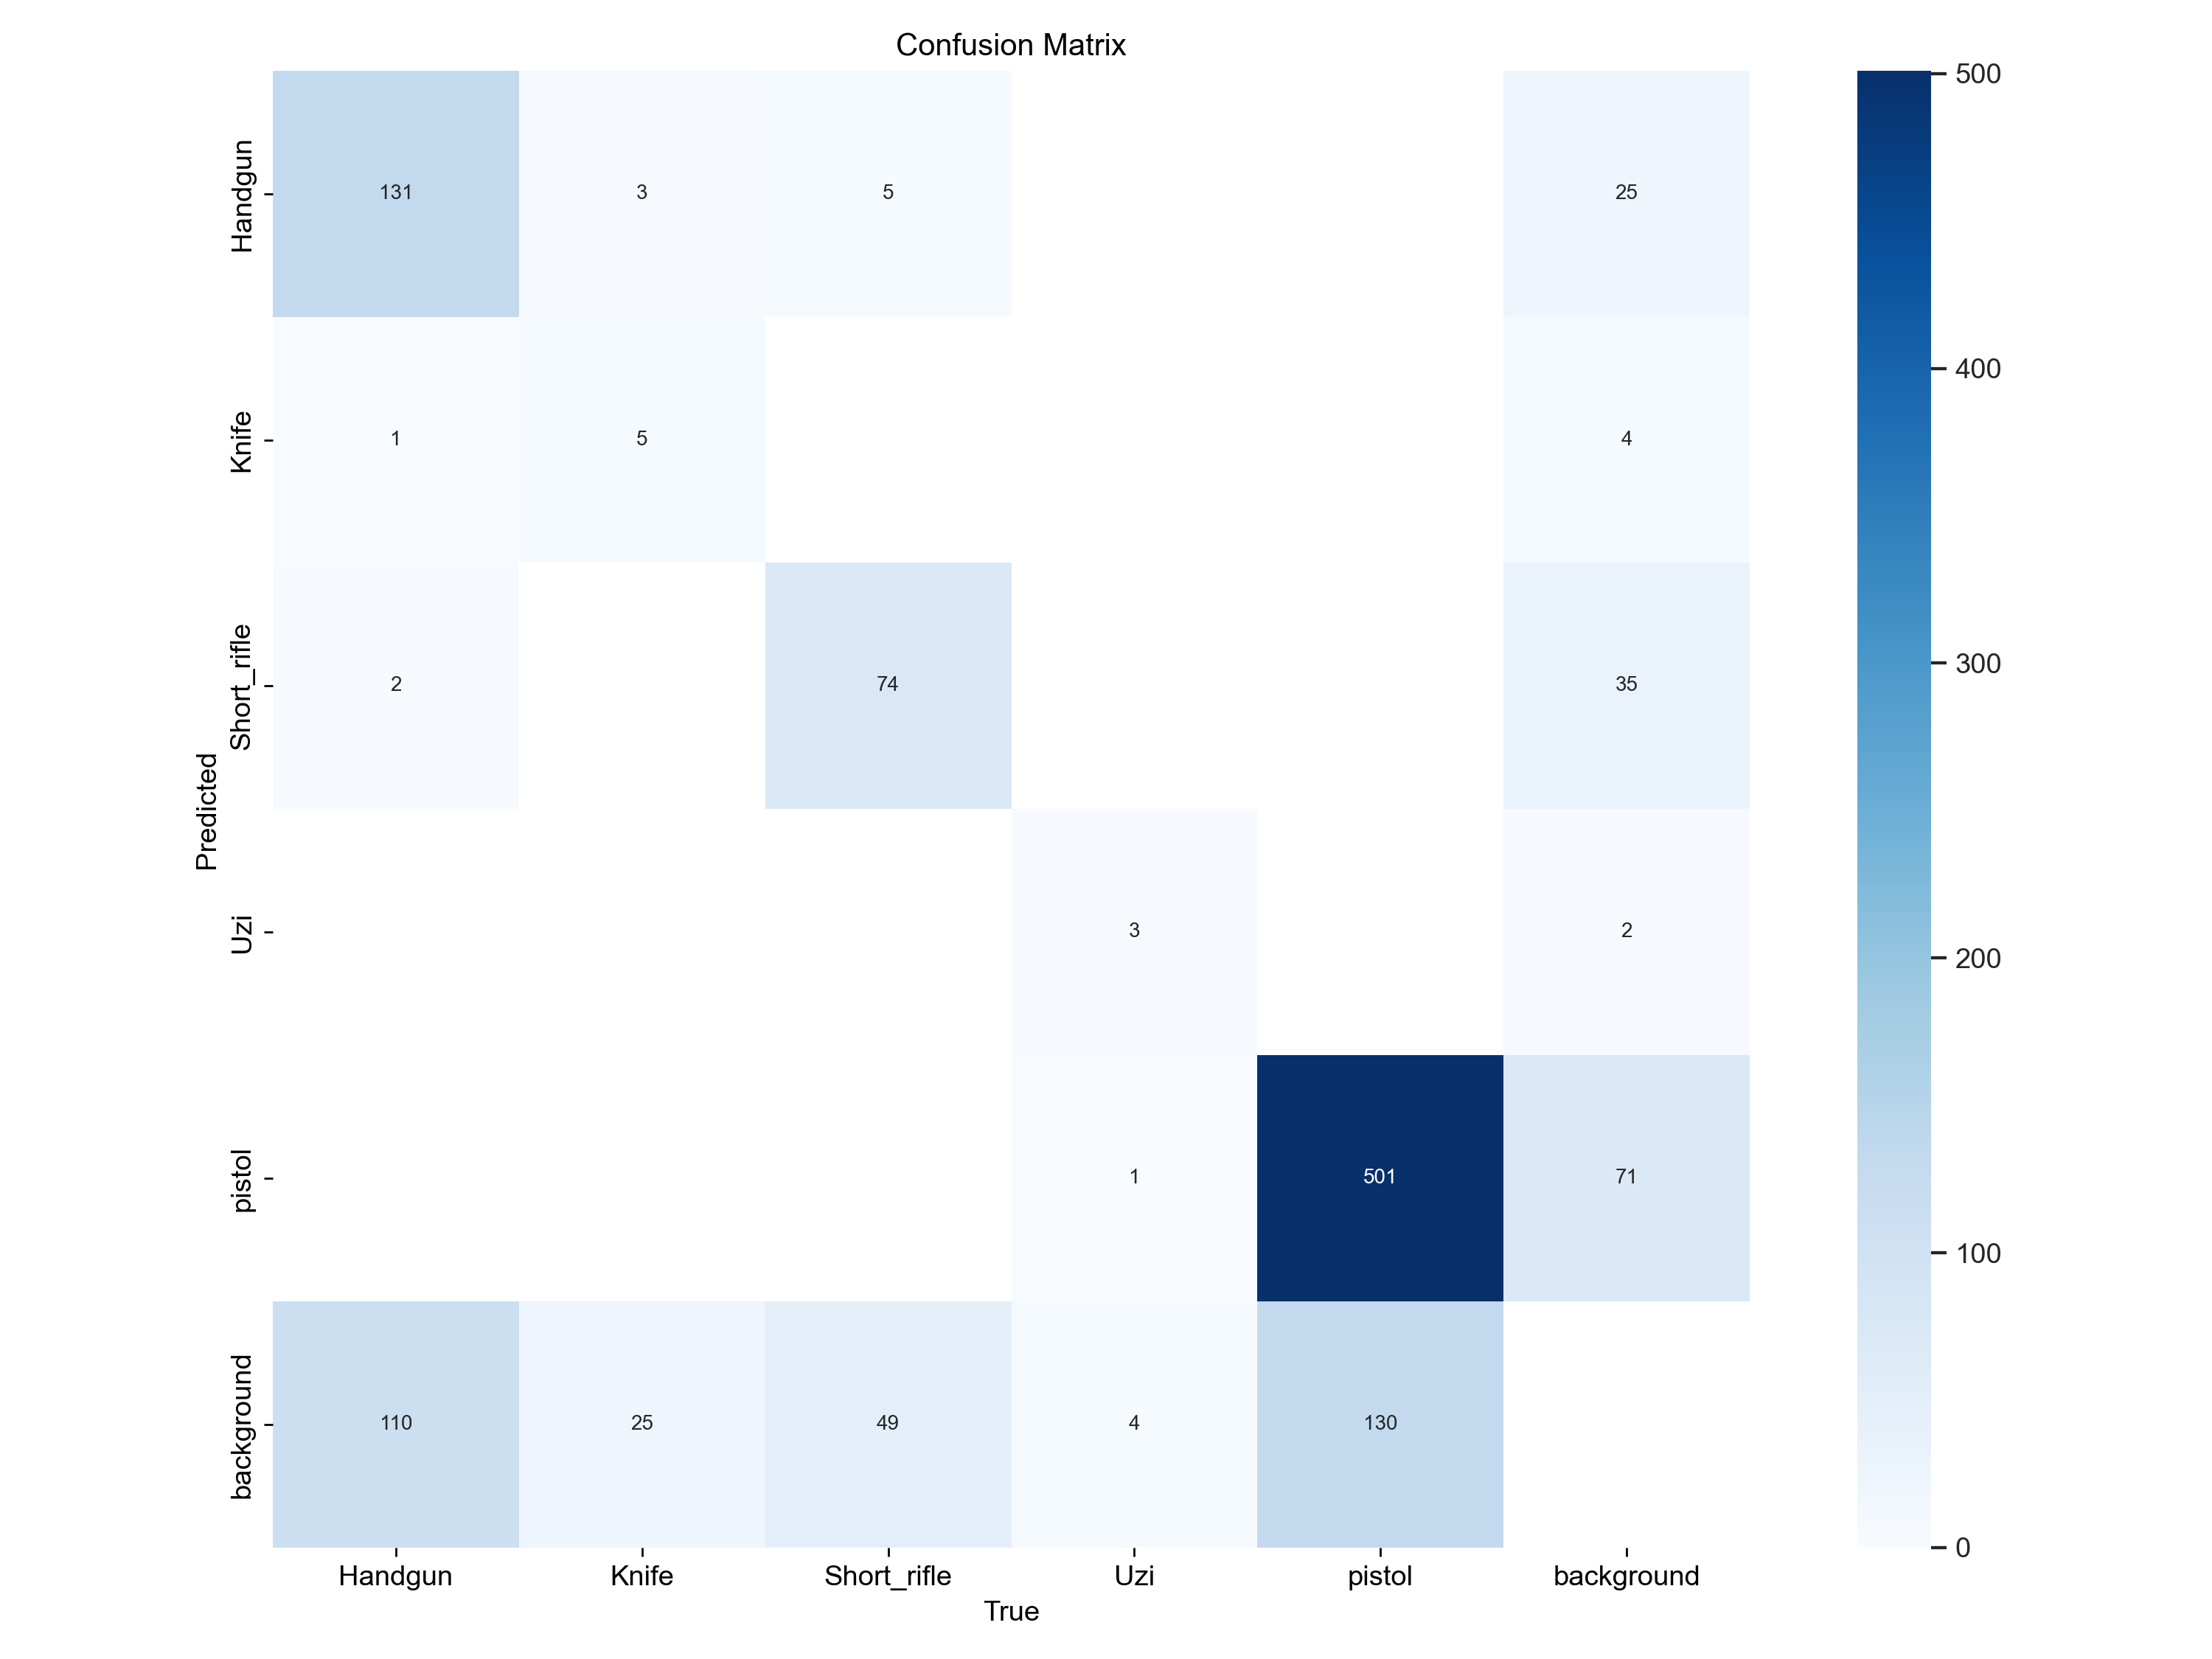 Confusion Matrix
Predicted
Handgun 131 3 5 25
Knife 1 5 4
Short_rifle 2 74 35
Uzi 3 2
pistol 1 501 71
background 110 25 49 4 130
Handgun Knife Short_rifle Uzi pistol background
True
500
400
300
200
100
0